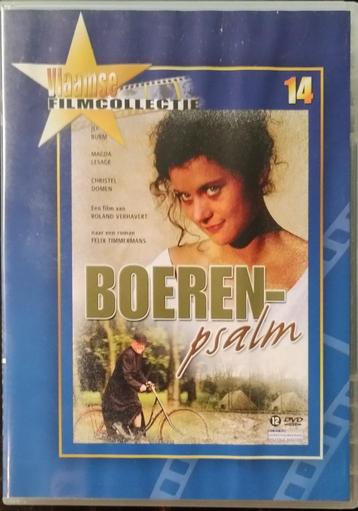 Vlaamse
FILMCOLLECTIE
14
JEF
BURM
MAGDA
LESAGE
CHRISTEL
DOMEN
Een film van
ROLAND VERHAVERT
naar een roman
FELIX TIMMERMANS
BOEREN-
psalm
12 DVD